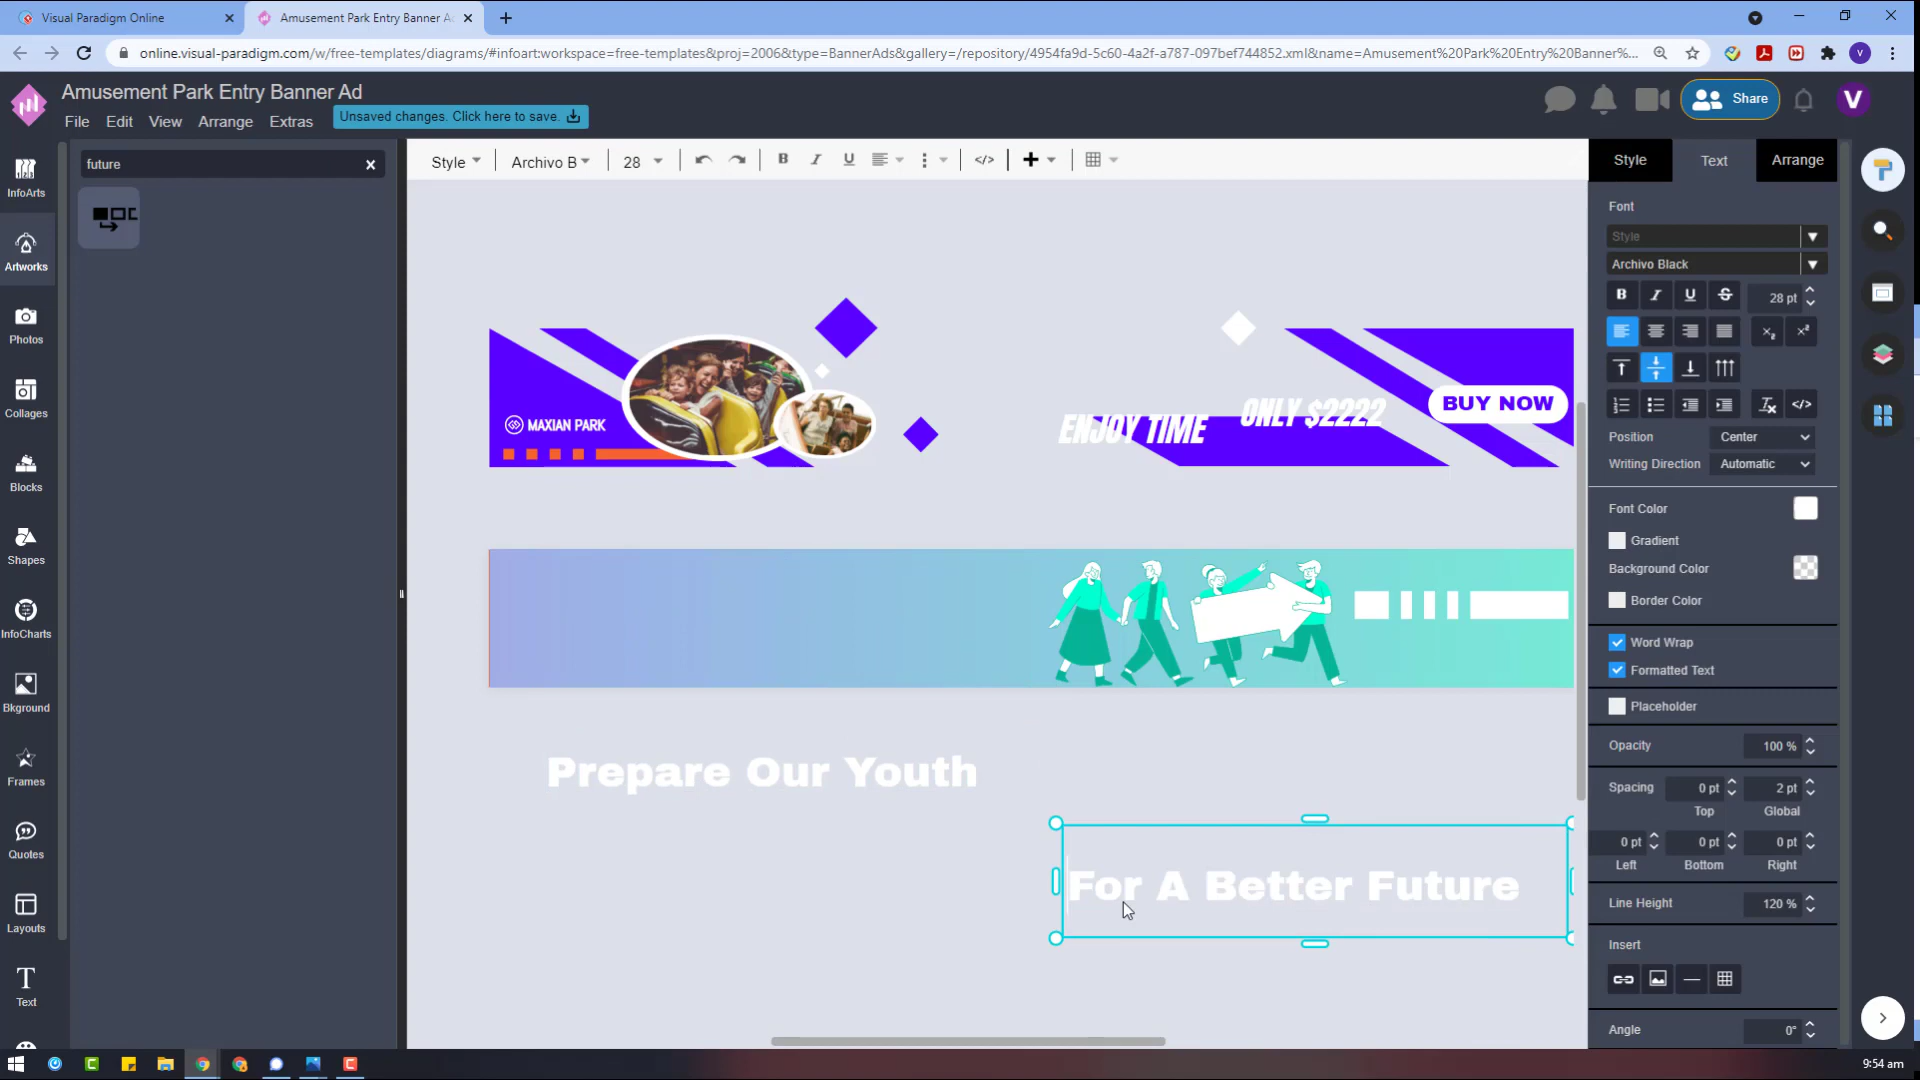 Visual Paradigm Online
Amusement Park Entry Banner A
online.visual-paradigm.com/w/free-templates/diagrams/#infoart:workspace=free-templates&proj=2006&type=BannerAds&gallery=/repository/4954fa9d-5c60-4a2f-a787-097bef744852.xml&name=Amusement%20Park%20Entry%20Banner%...
Amusement Park Entry Banner Ad
File Edit View Arrange Extras
Unsaved changes. Click here to save.
Share
V
future
InfoArts
Artworks
Photos
Collages
Blocks
Shapes
InfoCharts
Bkground
Frames
Quotes
Layouts
Text
Style Archivo B 28
MAXIAN PARK
ENJOY TIME
ONLY $2222
BUY NOW
Prepare Our Youth
For A Better Future
Style Text Arrange
Font
Style
Archivo Black
28 pt
Position Center
Writing Direction Automatic
Font Color
Gradient
Background Color
Border Color
Word Wrap
Formatted Text
Placeholder
Opacity 100 %
Spacing 0 pt 2 pt
Top Global
0 pt 0 pt 0 pt
Left Bottom Right
Line Height 120 %
Insert
Angle 0°
9:54 am